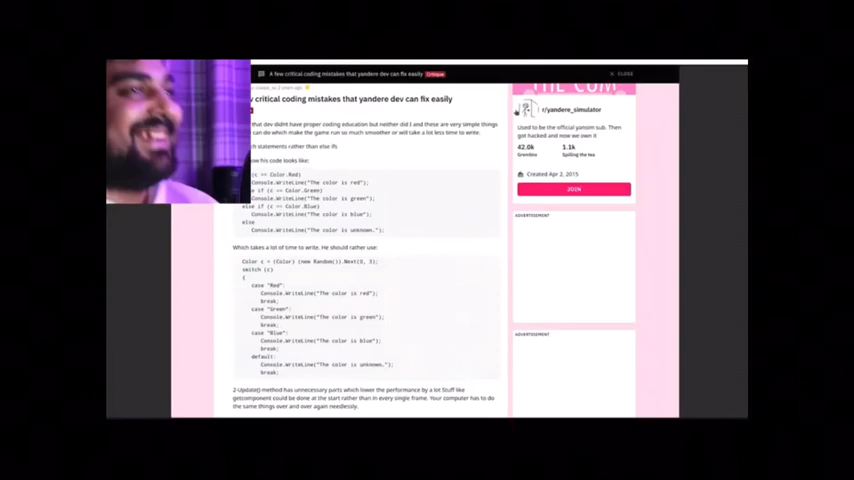 A few critical coding mistakes that yandere dev can fix easily Critique
CLOSE
2 years ago
critical coding mistakes that yandere dev can fix easily
that dev didnt have proper coding education but neither did I and these are very simple things
can do which make the game run so much smoother or will take a lot less time to write.
statements rather than else ifs
how his code looks like:
(c == Color.Red)
Console.WriteLine("The color is red");
else if (c == Color.Green)
Console.WriteLine("The color is green");
else if (c == Color.Blue)
Console.WriteLine("The color is blue");
else
Console.WriteLine("The color is unknown.");
Which takes a lot of time to write. He should rather use:
Color c = (Color) (new Random()).Next(0, 3);
switch (c)
{
case "Red":
Console.WriteLine("The color is red");
break;
case "Green":
Console.WriteLine("The color is green");
break;
case "Blue":
Console.WriteLine("The color is blue");
break;
default:
Console.WriteLine("The color is unknown.");
break;
2-Update()-method has unnecessary parts which lower the performance by a lot Stuff like
getcomponent could be done at the start rather than in every single frame. Your computer has to do
the same things over and over again needlessly.
r/yandere_simulator
Used to be the official yansim sub. Then
got hacked and now we own it
42.0k 1.1k
Gremlins Spilling the tea
Created Apr 2, 2015
JOIN
ADVERTISEMENT
ADVERTISEMENT